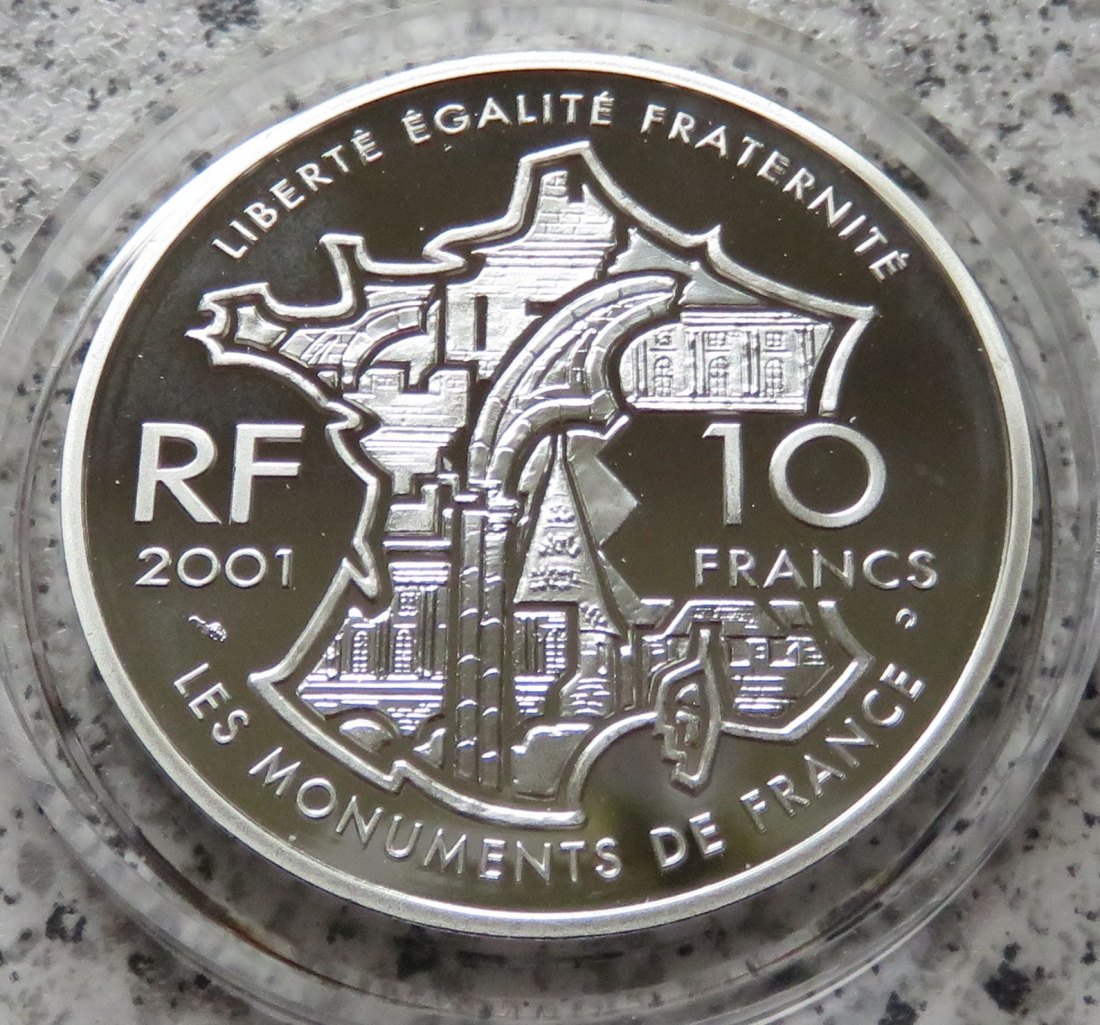 LIBERTÉ ÉGALITÉ FRATERNITÉ
RF
2001
10
FRANCS
LES MONUMENTS DE FRANCE